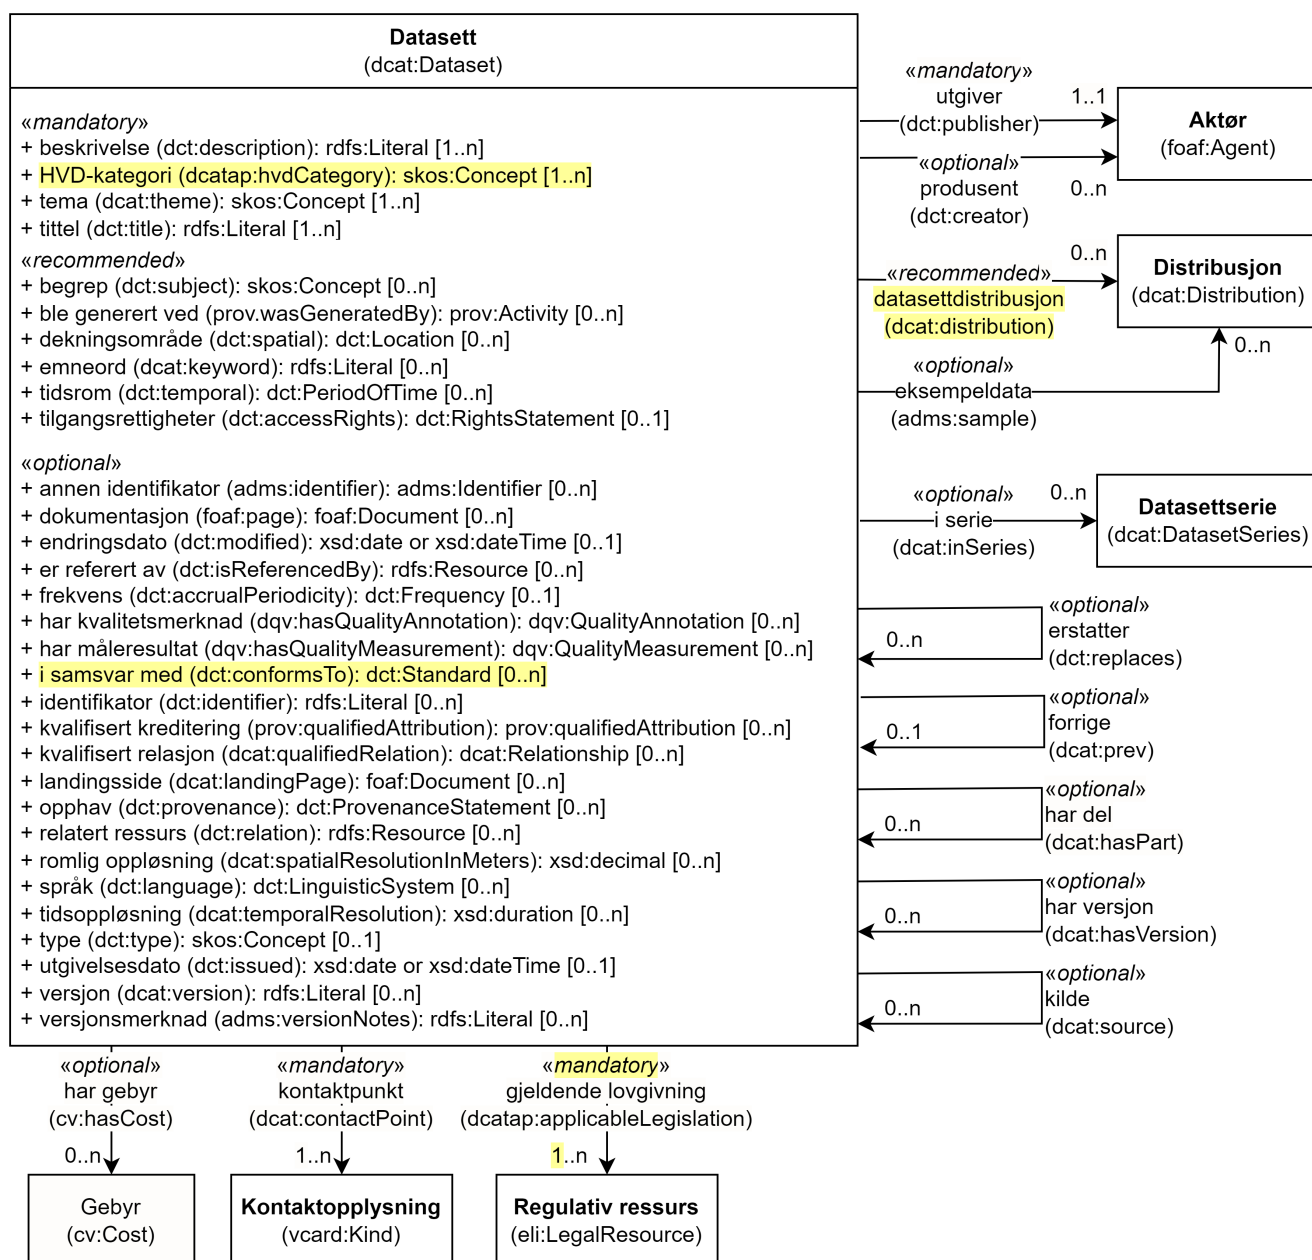 Datasett
(dcat:Dataset)
«mandatory»
+ beskrivelse (dct:description): rdfs:Literal [1..n]
+ HVD-kategori (dcatap:hvdCategory): skos:Concept [1..n]
+ tema (dcat:theme): skos:Concept [1..n]
+ tittel (dct:title): rdfs:Literal [1..n]
«recommended»
+ begrep (dct:subject): skos:Concept [0..n]
+ ble generert ved (prov.wasGeneratedBy): prov:Activity [0..n]
+ dekningsområde (dct:spatial): dct:Location [0..n]
+ emneord (dcat:keyword): rdfs:Literal [0..n]
+ tidsrom (dct:temporal): dct:PeriodOfTime [0..n]
+ tilgangsrettigheter (dct:accessRights): dct:RightsStatement [0..1]
«optional»
+ annen identifikator (adms:identifier): adms:Identifier [0..n]
+ dokumentasjon (foaf:page): foaf:Document [0..n]
+ endringsdato (dct:modified): xsd:date or xsd:dateTime [0..1]
+ er referert av (dct:isReferencedBy): rdfs:Resource [0..n]
+ frekvens (dct:accrualPeriodicity): dct:Frequency [0..1]
+ har kvalitetsmerknad (dqv:hasQualityAnnotation): dqv:QualityAnnotation [0..n]
+ har måleresultat (dqv:hasQualityMeasurement): dqv:QualityMeasurement [0..n]
+ i samsvar med (dct:conformsTo): dct:Standard [0..n]
+ identifikator (dct:identifier): rdfs:Literal [0..n]
+ kvalifisert kreditering (prov:qualifiedAttribution): prov:qualifiedAttribution [0..n]
+ kvalifisert relasjon (dcat:qualifiedRelation): dcat:Relationship [0..n]
+ landingsside (dcat:landingPage): foaf:Document [0..n]
+ opphav (dct:provenance): dct:ProvenanceStatement [0..n]
+ relatert ressurs (dct:relation): rdfs:Resource [0..n]
+ romlig oppløsning (dcat:spatialResolutionInMeters): xsd:decimal [0..n]
+ språk (dct:language): dct:LinguisticSystem [0..n]
+ tidsoppløsning (dcat:temporalResolution): xsd:duration [0..n]
+ type (dct:type): skos:Concept [0..1]
+ utgivelsesdato (dct:issued): xsd:date or xsd:dateTime [0..1]
+ versjon (dcat:version): rdfs:Literal [0..n]
+ versjonsmerknad (adms:versionNotes): rdfs:Literal [0..n]
«mandatory»
utgiver
(dct:publisher)
1..1
«optional»
produsent
(dct:creator)
0..n
Aktør
(foaf:Agent)
«recommended»
datasettdistribusjon
(dcat:distribution)
0..n
Distribusjon
(dcat:Distribution)
«optional»
eksempeldata
(adms:sample)
0..n
«optional»
i serie
(dcat:inSeries)
0..n
Datasettserie
(dcat:DatasetSeries)
«optional»
erstatter
(dct:replaces)
0..n
«optional»
forrige
(dcat:prev)
0..1
«optional»
har del
(dcat:hasPart)
0..n
«optional»
har versjon
(dcat:hasVersion)
0..n
«optional»
kilde
(dcat:source)
0..n
«optional»
har gebyr
(cv:hasCost)
0..n
Gebyr
(cv:Cost)
«mandatory»
kontaktpunkt
(dcat:contactPoint)
1..n
Kontaktopplysning
(vcard:Kind)
«mandatory»
gjeldende lovgivning
(dcatap:applicableLegislation)
1..n
Regulativ ressurs
(eli:LegalResource)